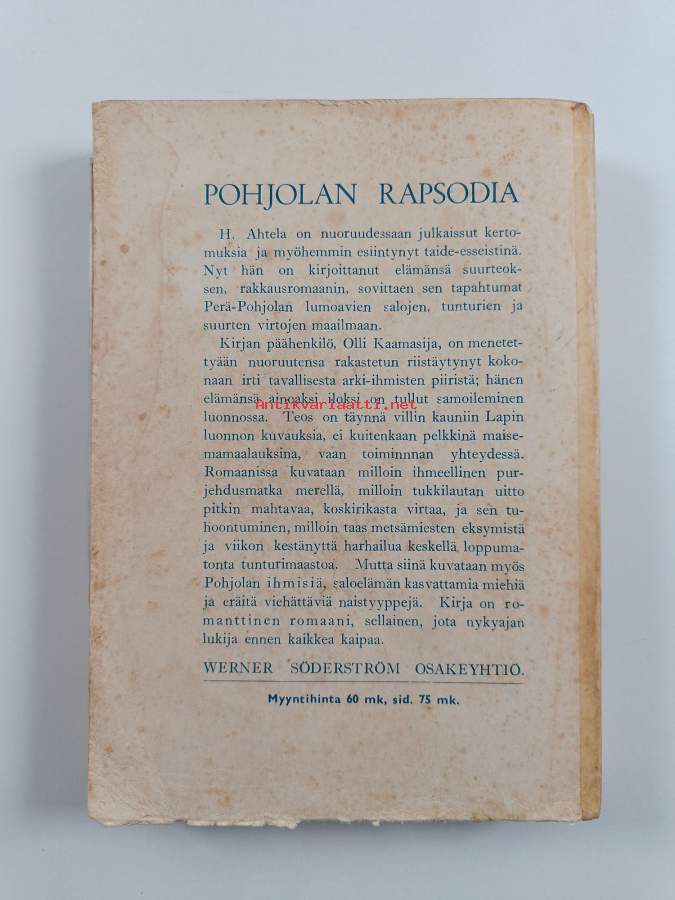 POHJOLAN RAPSODIA
H. Ahtela on nuoruudessaan julkaissut kerto-
muksia ja myöhemmin esiintynyt taide-esseistinä.
Nyt hän on kirjoittanut elämänsä suurteok-
sen, rakkausromaanin, sovittaen sen tapahtumat
Perä-Pohjolan lumoavien salojen, tunturien ja
suurten virtojen maailmaan.
Kirjan päähenkilö, Olli Kaamasija, on menetet-
tyään nuoruutensa rakastetun riistäytynyt koko-
naan irti tavallisesta arki-ihmisten piiristä; hänen
elämänsä ainoaksi iloksi on tullut samoileminen
Antikvariaatti.net
luonnossa. Teos on täynnä villin kauniin Lapin
luonnon kuvauksia, ei kuitenkaan pelkkinä maise-
mamaalauksina, vaan toiminnnan yhteydessä.
Romaanissa kuvataan milloin ihmeellinen pur-
jehdusmatka merellä, milloin tukkilautan uitto
pitkin mahtavaa, koskirikasta virtaa, ja sen tu-
hoontuminen, milloin taas metsämiesten eksymistä
ja viikon kestänyttä harhailua keskellä loppuma-
tonta tunturimaastoa. Mutta siinä kuvataan myös
Pohjolan ihmisiä, saloelämän kasvattamia miehiä
ja eräitä viehättäviä naistyyppejä. Kirja on ro-
manttinen romaani, sellainen, jota nykyajan
lukija ennen kaikkea kaipaa.
WERNER SÖDERSTRÖM OSAKEYHTIÖ.
Myyntihinta 60 mk, sid. 75 mk.